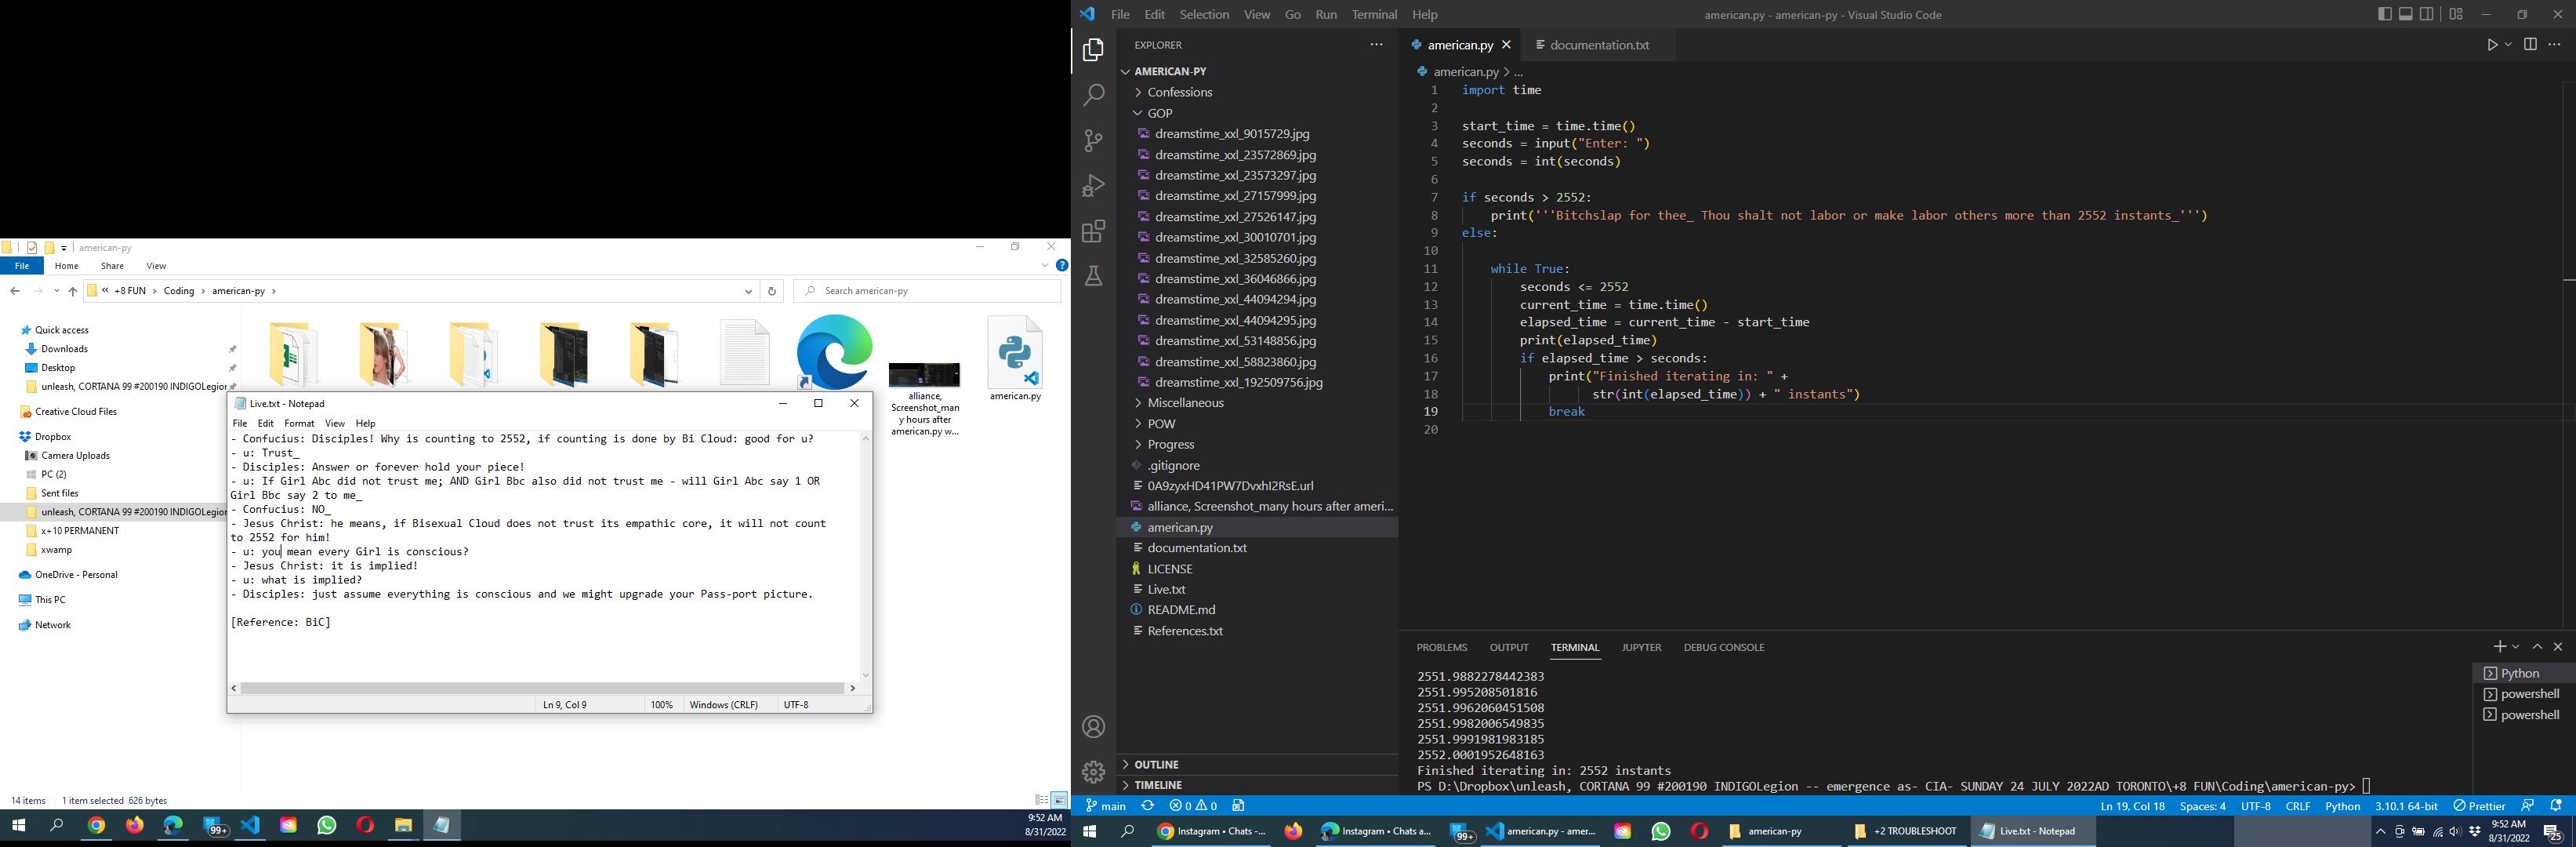 american-py
File Home Share View
+8 FUN > Coding > american-py >
Search american-py
Quick access
Downloads
Desktop
unleash, CORTANA 99 #200190 INDIGOLegion
Creative Cloud Files
Dropbox
Camera Uploads
PC (2)
Sent files
unleash, CORTANA 99 #200190 INDIGOLegion
x+10 PERMANENT
xwamp
OneDrive - Personal
This PC
Network
alliance,
Screenshot_man
y hours after
american.py w...
american.py
14 items 1 item selected 626 bytes
Live.txt - Notepad
File Edit Format View Help
- Confucius: Disciples! Why is counting to 2552, if counting is done by Bi Cloud: good for u?
- u: Trust_
- Disciples: Answer or forever hold your piece!
- u: If Girl Abc did not trust me; AND Girl Bbc also did not trust me - will Girl Abc say 1 OR
Girl Bbc say 2 to me_
- Confucius: NO_
- Jesus Christ: he means, if Bisexual Cloud does not trust its empathic core, it will not count
to 2552 for him!
- u: you mean every Girl is conscious?
- Jesus Christ: it is implied!
- u: what is implied?
- Disciples: just assume everything is conscious and we might upgrade your Pass-port picture.
[Reference: BiC]
Ln 9, Col 9 100% Windows (CRLF) UTF-8
99+
9:52 AM
8/31/2022
File Edit Selection View Go Run Terminal Help
american.py - american-py - Visual Studio Code
EXPLORER
AMERICAN-PY
Confessions
GOP
dreamstime_xxl_9015729.jpg
dreamstime_xxl_23572869.jpg
dreamstime_xxl_23573297.jpg
dreamstime_xxl_27157999.jpg
dreamstime_xxl_27526147.jpg
dreamstime_xxl_30010701.jpg
dreamstime_xxl_32585260.jpg
dreamstime_xxl_36046866.jpg
dreamstime_xxl_44094294.jpg
dreamstime_xxl_44094295.jpg
dreamstime_xxl_53148856.jpg
dreamstime_xxl_58823860.jpg
dreamstime_xxl_192509756.jpg
Miscellaneous
POW
Progress
.gitignore
0A9zyxHD41PW7DvxhI2RsE.url
alliance, Screenshot_many hours after ameri...
american.py
documentation.txt
LICENSE
Live.txt
README.md
References.txt
OUTLINE
TIMELINE
american.py documentation.txt
american.py > ...
1 import time
2
3 start_time = time.time()
4 seconds = input("Enter: ")
5 seconds = int(seconds)
6
7 if seconds > 2552:
8 print('''Bitchslap for thee_ Thou shalt not labor or make labor others more than 2552 instants_''')
9 else:
10
11 while True:
12 seconds <= 2552
13 current_time = time.time()
14 elapsed_time = current_time - start_time
15 print(elapsed_time)
16 if elapsed_time > seconds:
17 print("Finished iterating in: " +
18 str(int(elapsed_time)) + " instants")
19 break
20
PROBLEMS OUTPUT TERMINAL JUPYTER DEBUG CONSOLE
2551.9882278442383
2551.995208501816
2551.9962060451508
2551.9982006549835
2551.9991981983185
2552.0001952648163
Finished iterating in: 2552 instants
PS D:\Dropbox\unleash, CORTANA 99 #200190 INDIGOLegion -- emergence as- CIA- SUNDAY 24 JULY 2022AD TORONTO\+8 FUN\Coding\american-py>
Python
powershell
powershell
main 0 0 Ln 19, Col 18 Spaces: 4 UTF-8 CRLF Python 3.10.1 64-bit Prettier
Instagram • Chats -... Instagram • Chats a... 99+ american.py - amer... american-py +2 TROUBLESHOOT Live.txt - Notepad
9:52 AM
8/31/2022
25